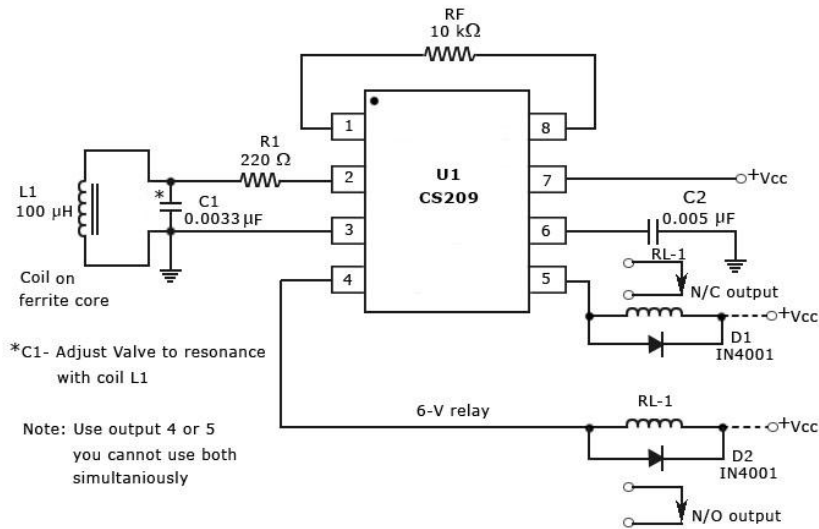 RF
10 kΩ
1
8
R1
220 Ω
2
U1
CS209
7
+Vcc
L1
100 µH
*
C1
0.0033 µF
3
6
C2
0.005 µF
4
5
RL-1
N/C output
Coil on
ferrite core
+Vcc
D1
IN4001
*C1- Adjust Valve to resonance
with coil L1
6-V relay
RL-1
+Vcc
Note: Use output 4 or 5
you cannot use both
simultaniously
D2
IN4001
N/O output